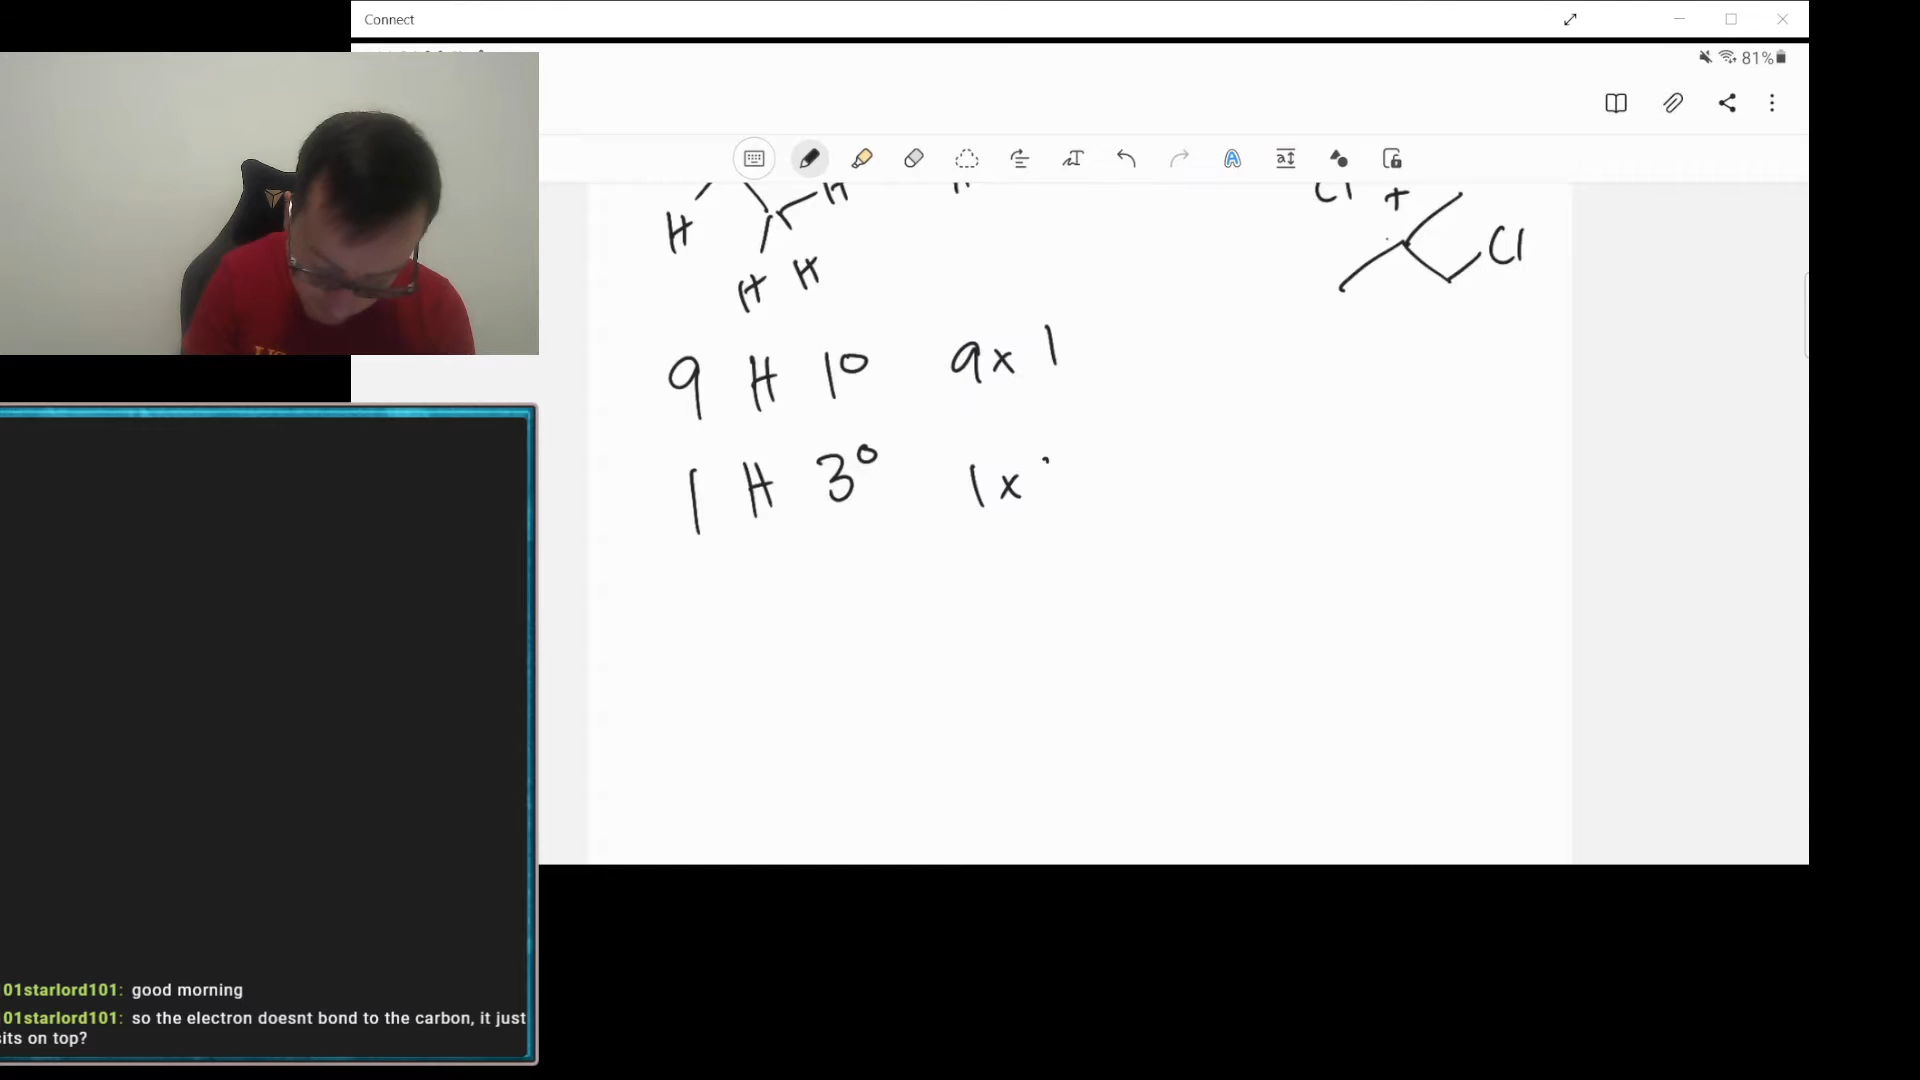 Connect
81%
H
Cl +
H
Cl
H H
9 H 1° 9x 1
1 H 3° 1x
01starlord101: good morning
01starlord101: so the electron doesnt bond to the carbon, it just
sits on top?